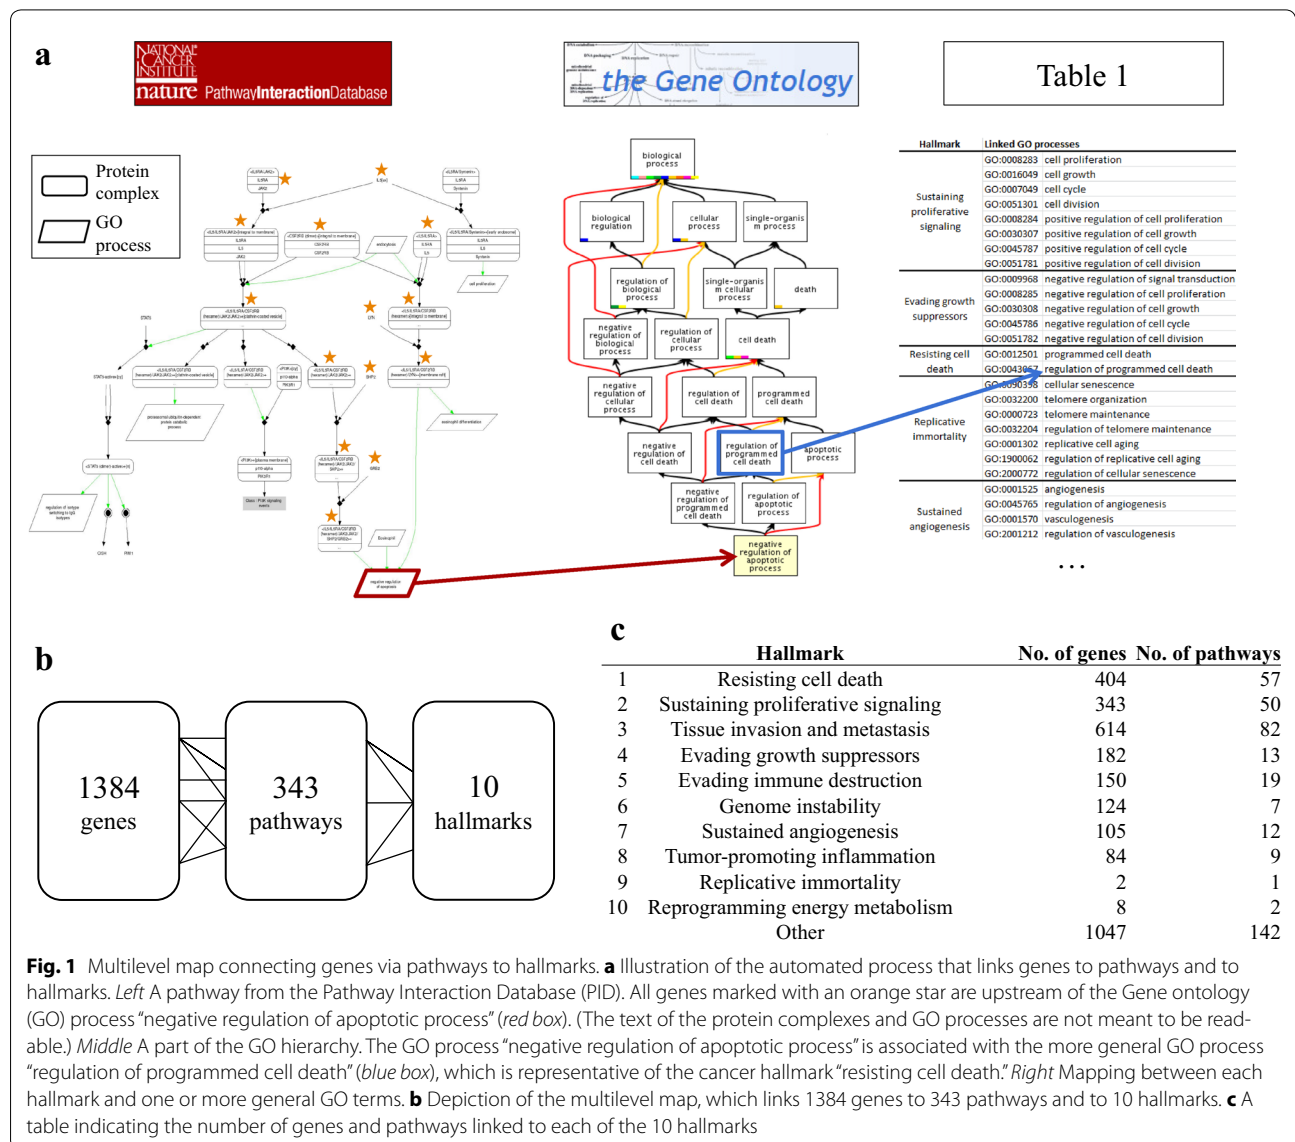 a
NATIONAL
CANCER
INSTITUTE
nature PathwayInteractionDatabase
the Gene Ontology
Table 1
Protein
complex
GO
process
endocytosis
cell proliferation
STAT5
LYN
SHP2
GRB2
eosinophil differentiation
Eosinophil
PIM1
negative regulation
of apoptosis
biological
process
biological
regulation
cellular
process
single-organis
m process
regulation of
biological
process
single-organis
m cellular
process
death
negative
regulation of
biological
process
regulation of
cellular
process
cell death
negative
regulation of
cellular
process
regulation of
cell death
programmed
cell death
negative
regulation
of cell death
regulation of
programmed
cell death
apoptotic
process
negative
regulation of
programmed
cell death
regulation of
apoptotic
process
negative
regulation of
apoptotic
process
Hallmark Linked GO processes
Sustaining
proliferative
signaling
GO:0008283 cell proliferation
GO:0016049 cell growth
GO:0007049 cell cycle
GO:0051301 cell division
GO:0008284 positive regulation of cell proliferation
GO:0030307 positive regulation of cell growth
GO:0045787 positive regulation of cell cycle
GO:0051781 positive regulation of cell division
Evading growth
suppressors
GO:0009968 negative regulation of signal transduction
GO:0008285 negative regulation of cell proliferation
GO:0030308 negative regulation of cell growth
GO:0045786 negative regulation of cell cycle
GO:0051782 negative regulation of cell division
Resisting cell
death
GO:0012501 programmed cell death
regulation of programmed cell death
Replicative
immortality
GO:0090398 cellular senescence
GO:0032200 telomere organization
GO:0000723 telomere maintenance
GO:0032204 regulation of telomere maintenance
GO:0001302 replicative cell aging
GO:1900062 regulation of replicative cell aging
GO:2000772 regulation of cellular senescence
Sustained
angiogenesis
GO:0001525 angiogenesis
GO:0045765 regulation of angiogenesis
GO:0001570 vasculogenesis
GO:2001212 regulation of vasculogenesis
...
b
1384
genes
343
pathways
10
hallmarks
c
Hallmark No. of genes No. of pathways
1 Resisting cell death 404 57
2 Sustaining proliferative signaling 343 50
3 Tissue invasion and metastasis 614 82
4 Evading growth suppressors 182 13
5 Evading immune destruction 150 19
6 Genome instability 124 7
7 Sustained angiogenesis 105 12
8 Tumor-promoting inflammation 84 9
9 Replicative immortality 2 1
10 Reprogramming energy metabolism 8 2
Other 1047 142
Fig. 1 Multilevel map connecting genes via pathways to hallmarks. a Illustration of the automated process that links genes to pathways and to
hallmarks. Left A pathway from the Pathway Interaction Database (PID). All genes marked with an orange star are upstream of the Gene ontology
(GO) process “negative regulation of apoptotic process” (red box). (The text of the protein complexes and GO processes are not meant to be read-
able.) Middle A part of the GO hierarchy. The GO process “negative regulation of apoptotic process” is associated with the more general GO process
“regulation of programmed cell death” (blue box), which is representative of the cancer hallmark “resisting cell death.” Right Mapping between each
hallmark and one or more general GO terms. b Depiction of the multilevel map, which links 1384 genes to 343 pathways and to 10 hallmarks. c A
table indicating the number of genes and pathways linked to each of the 10 hallmarks